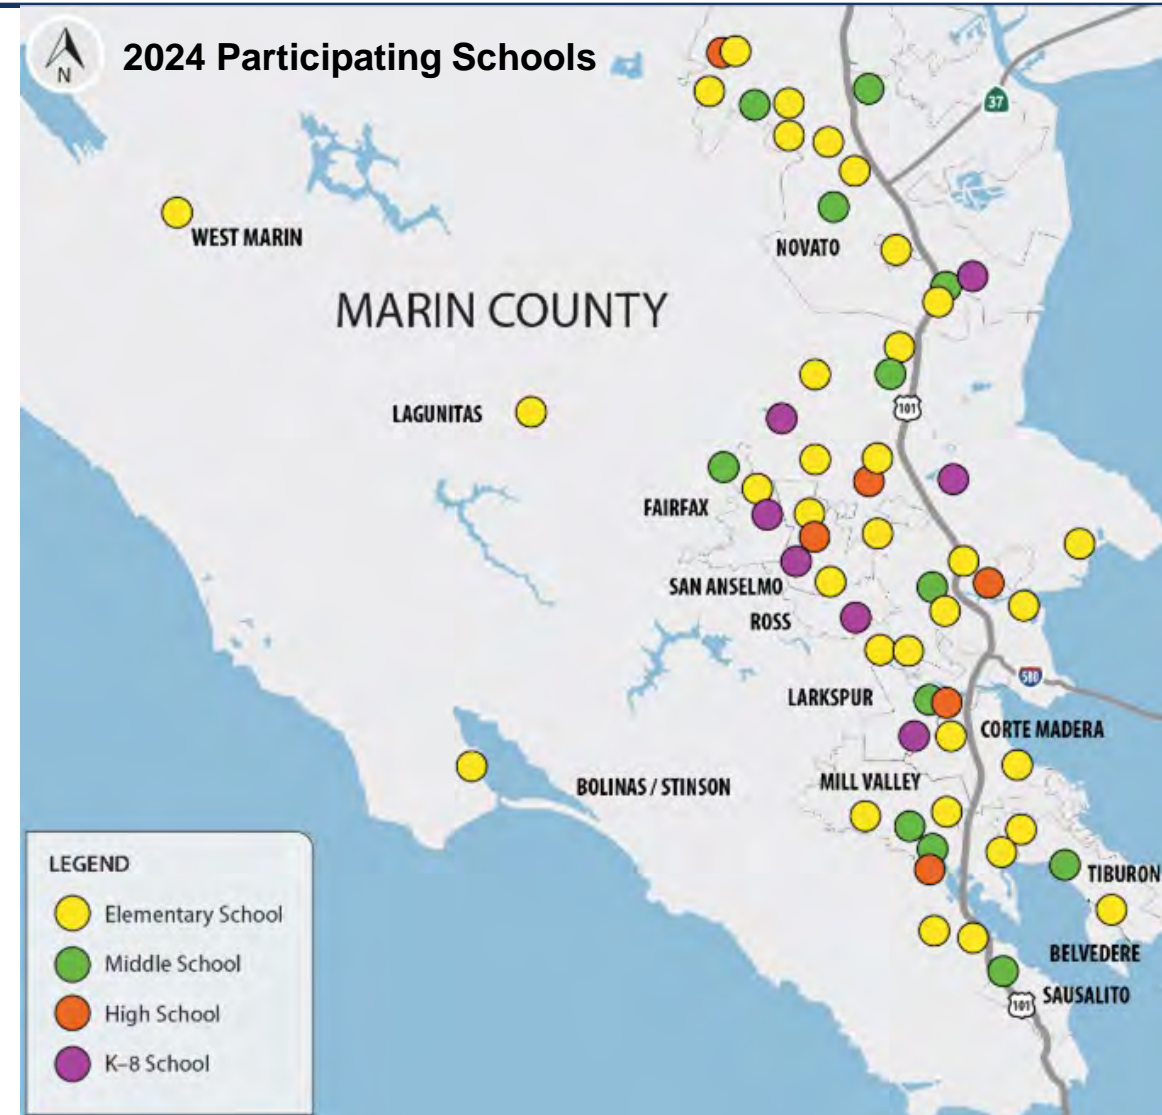 2024 Participating Schools
N
37
WEST MARIN
NOVATO
MARIN COUNTY
LAGUNITAS
101
FAIRFAX
SAN ANSELMO
ROSS
580
LARKSPUR
CORTE MADERA
MILL VALLEY
BOLINAS / STINSON
TIBURON
BELVEDERE
SAUSALITO
101
LEGEND
Elementary School
Middle School
High School
K–8 School